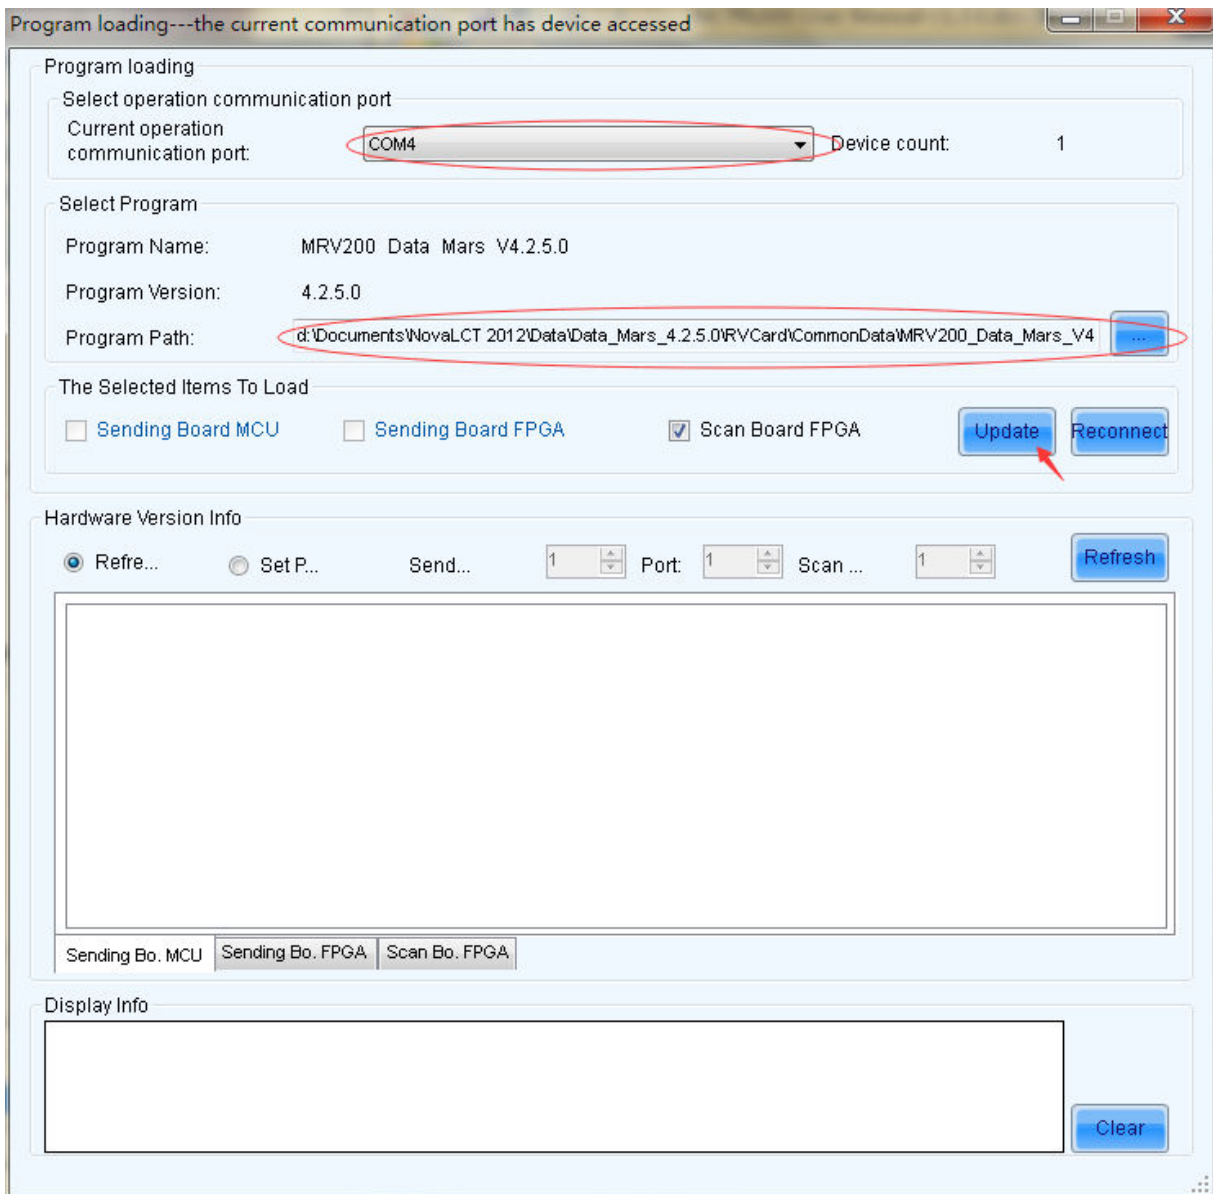 Program loading---the current communication port has device accessed
Program loading
Select operation communication port
Current operation
communication port:
COM4
Device count:
1
Select Program
Program Name:
MRV200 Data Mars V4.2.5.0
Program Version:
4.2.5.0
Program Path:
d:\Documents\NovaLCT 2012\Data\Data_Mars_4.2.5.0\RVCard\CommonData\MRV200_Data_Mars_V4
...
The Selected Items To Load
Sending Board MCU
Sending Board FPGA
Scan Board FPGA
Update
Reconnect
Hardware Version Info
Refre...
Set P...
Send...
1
Port:
1
Scan ...
1
Refresh
Sending Bo. MCU
Sending Bo. FPGA
Scan Bo. FPGA
Display Info
Clear